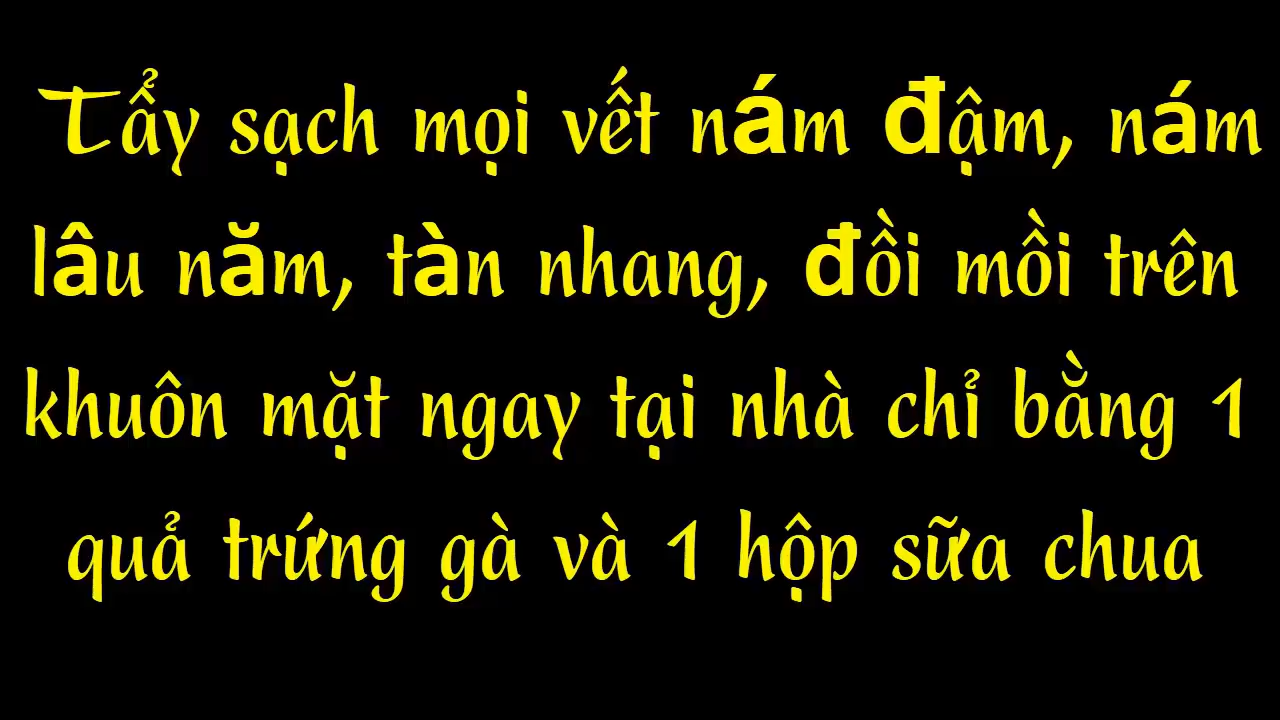 Tẩy sạch mọi vết nám đậm, nám
lâu năm, tàn nhang, đồi mồi trên
khuôn mặt ngay tại nhà chỉ bằng 1
quả trứng gà và 1 hộp sữa chua